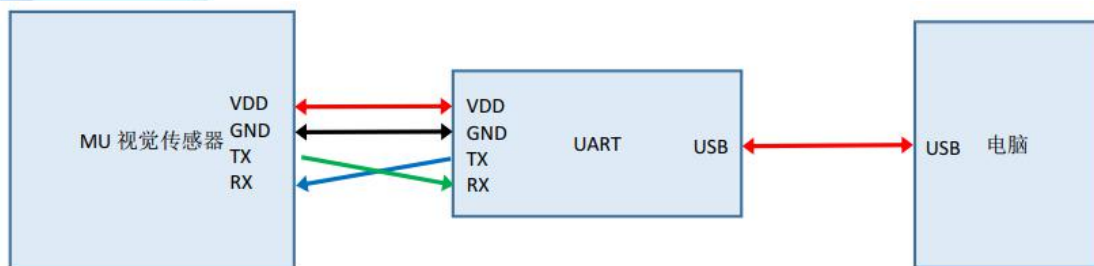 VDD
GND
MU 视觉传感器
TX
RX
VDD
GND
TX
RX
UART
USB
USB
电脑